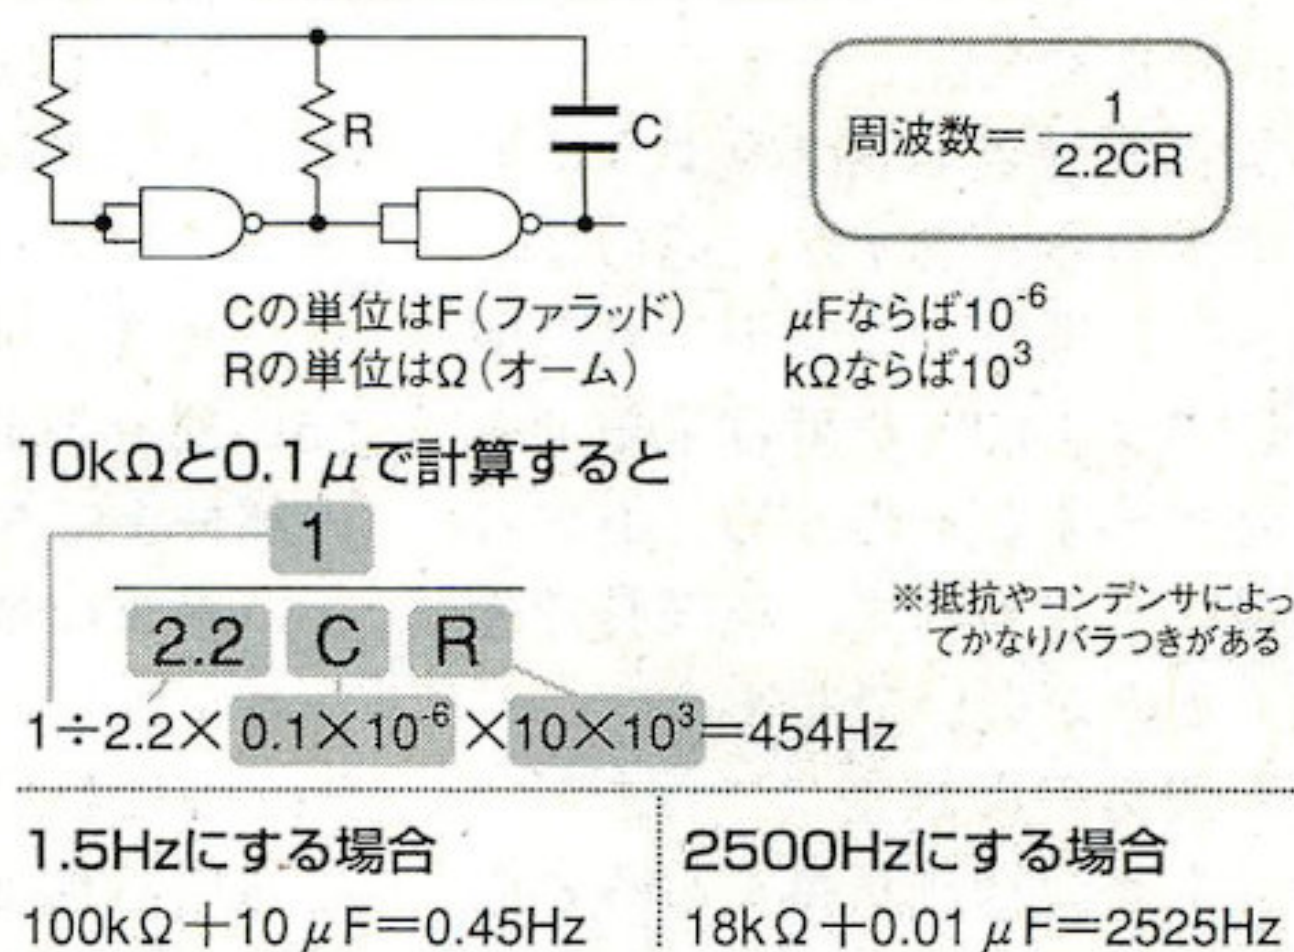 R
C
周波数＝ 1
2.2CR
Cの単位はF（ファラッド） μFならば10⁻⁶
Rの単位はΩ（オーム） kΩならば10³
10kΩと0.1μで計算すると
1
2.2 C R
※抵抗やコンデンサによっ
てかなりバラつきがある
1÷2.2×0.1×10⁻⁶×10×10³＝454Hz
1.5Hzにする場合
100kΩ＋10μF＝0.45Hz
2500Hzにする場合
18kΩ＋0.01μF＝2525Hz